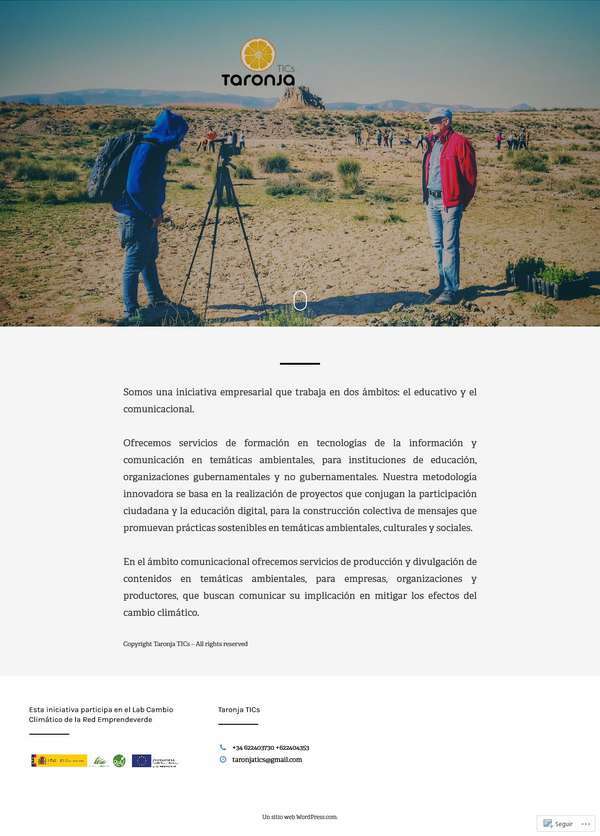 TICs
Taronja
Somos una iniciativa empresarial que trabaja en dos ámbitos: el educativo y el
comunicacional.
Ofrecemos servicios de formación en tecnologías de la información y
comunicación en temáticas ambientales, para instituciones de educación,
organizaciones gubernamentales y no gubernamentales. Nuestra metodología
innovadora se basa en la realización de proyectos que conjugan la participación
ciudadana y la educación digital, para la construcción colectiva de mensajes que
promuevan prácticas sostenibles en temáticas ambientales, culturales y sociales.
En el ámbito comunicacional ofrecemos servicios de producción y divulgación de
contenidos en temáticas ambientales, para empresas, organizaciones y
productores, que buscan comunicar su implicación en mitigar los efectos del
cambio climático.
Copyright Taronja TICs – All rights reserved
Esta iniciativa participa en el Lab Cambio
Climático de la Red Emprendeverde
Taronja TICs
+34 622403730 +622404353
taronjatics@gmail.com
Un sitio web WordPress.com.
Seguir